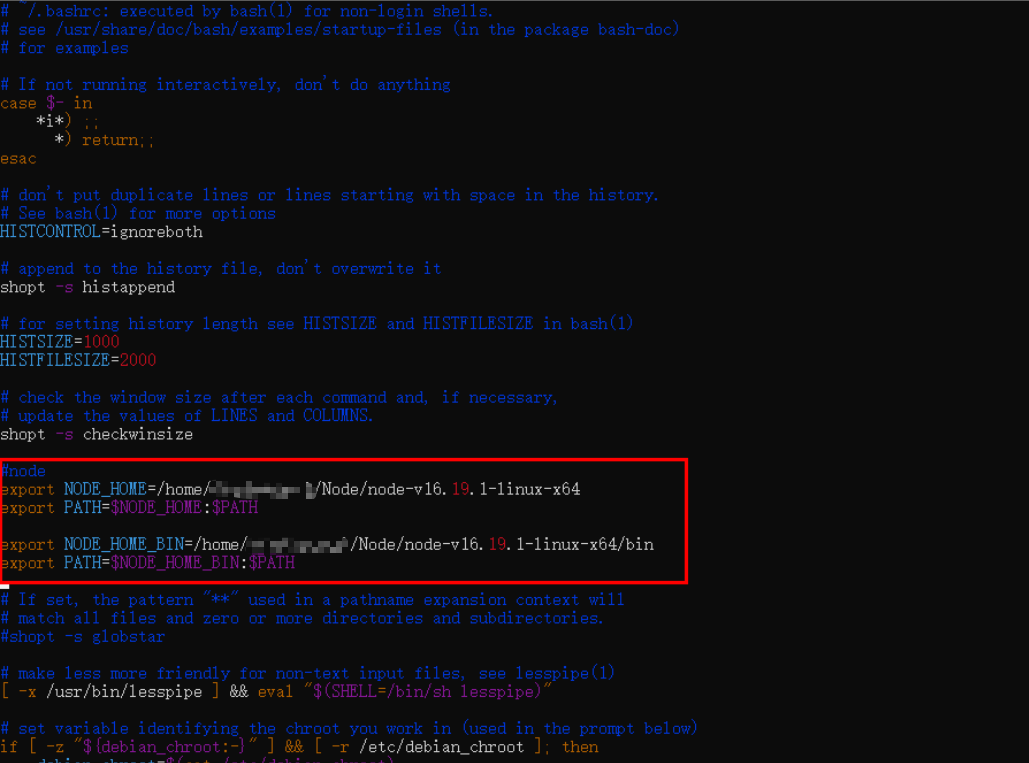 # ~/.bashrc: executed by bash(1) for non-login shells.
# see /usr/share/doc/bash/examples/startup-files (in the package bash-doc)
# for examples
# If not running interactively, don't do anything
case $- in
*i*) ;;
*) return;;
esac
# don't put duplicate lines or lines starting with space in the history.
# See bash(1) for more options
HISTCONTROL=ignoreboth
# append to the history file, don't overwrite it
shopt -s histappend
# for setting history length see HISTSIZE and HISTFILESIZE in bash(1)
HISTSIZE=1000
HISTFILESIZE=2000
# check the window size after each command and, if necessary,
# update the values of LINES and COLUMNS.
shopt -s checkwinsize
#node
export NODE_HOME=/home/ /Node/node-v16.19.1-linux-x64
export PATH=$NODE_HOME:$PATH
export NODE_HOME_BIN=/home/ /Node/node-v16.19.1-linux-x64/bin
export PATH=$NODE_HOME_BIN:$PATH
# If set, the pattern "**" used in a pathname expansion context will
# match all files and zero or more directories and subdirectories.
#shopt -s globstar
# make less more friendly for non-text input files, see lesspipe(1)
[ -x /usr/bin/lesspipe ] && eval "$(SHELL=/bin/sh lesspipe)"
# set variable identifying the chroot you work in (used in the prompt below)
if [ -z "${debian_chroot:-}" ] && [ -r /etc/debian_chroot ]; then
debian_chroot=$(cat /etc/debian_chroot)